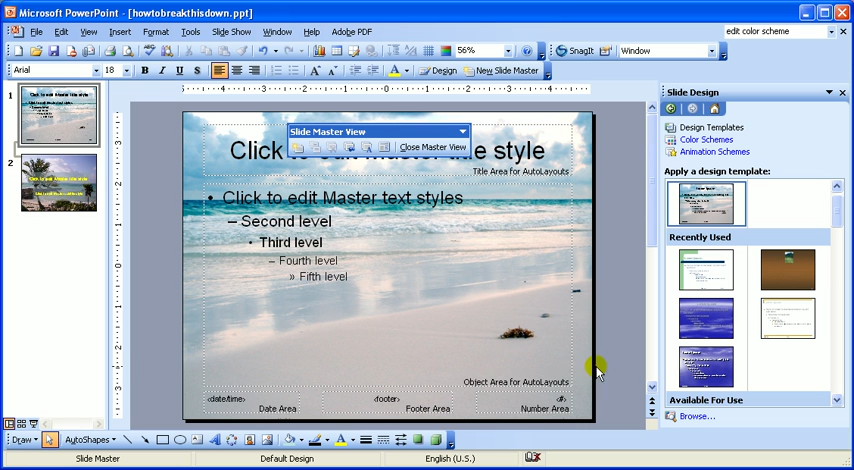 Microsoft PowerPoint - [howtobreakthisdown.ppt]
File Edit View Insert Format Tools Slide Show Window Help Adobe PDF
edit color scheme
56%
SnagIt Window
Arial 18 B I U S A Design New Slide Master
Slide Master View
Close Master View
Click to edit Master title style
Title Area for AutoLayouts
• Click to edit Master text styles
– Second level
• Third level
– Fourth level
» Fifth level
Object Area for AutoLayouts
<date/time> <footer> <#>
Date Area Footer Area Number Area
1
2
Slide Design
Design Templates
Color Schemes
Animation Schemes
Apply a design template:
Recently Used
Available For Use
Browse...
Draw AutoShapes
Slide Master Default Design English (U.S.)